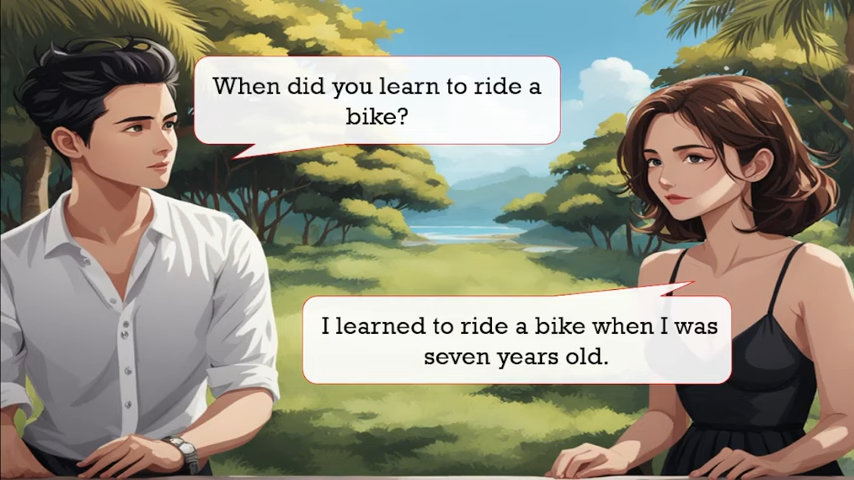 When did you learn to ride a
bike?
I learned to ride a bike when I was
seven years old.